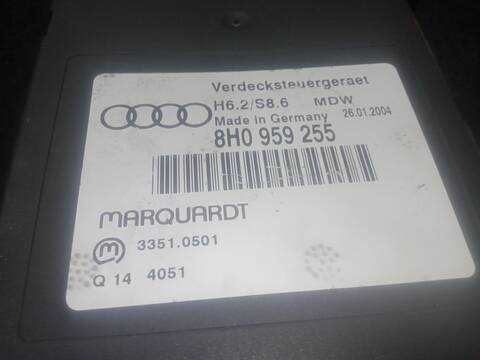 Verdecksteuergeraet
H6.2/S8.6 MDW
Made in Germany 26.01.2004
8H0 959 255
MARQUARDT
m 3351.0501
Q 14 4051